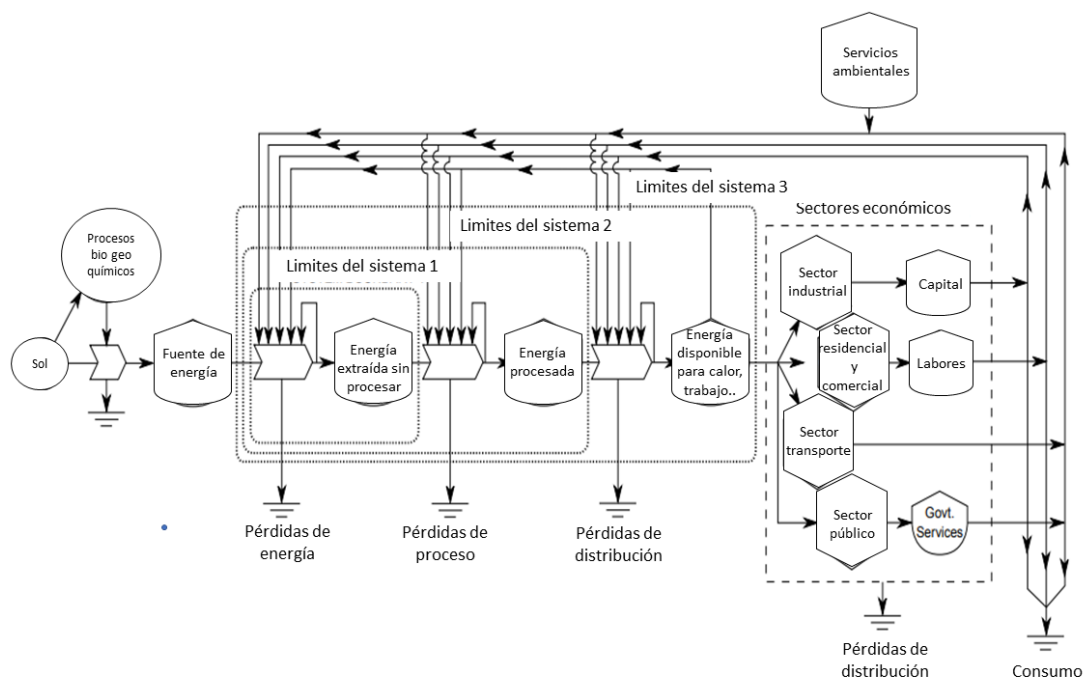 Servicios
ambientales
Limites del sistema 3
Sectores económicos
Limites del sistema 2
Procesos
bio geo
químicos
Limites del sistema 1
Sector
industrial
Capital
Sol
Fuente de
energía
Energía
extraída sin
procesar
Energía
procesada
Energía
disponible
para calor,
trabajo..
Sector
residencial
y
comercial
Labores
Sector
transporte
Sector
público
Govt.
Services
Pérdidas de
energía
Pérdidas de
proceso
Pérdidas de
distribución
Pérdidas de
distribución
Consumo